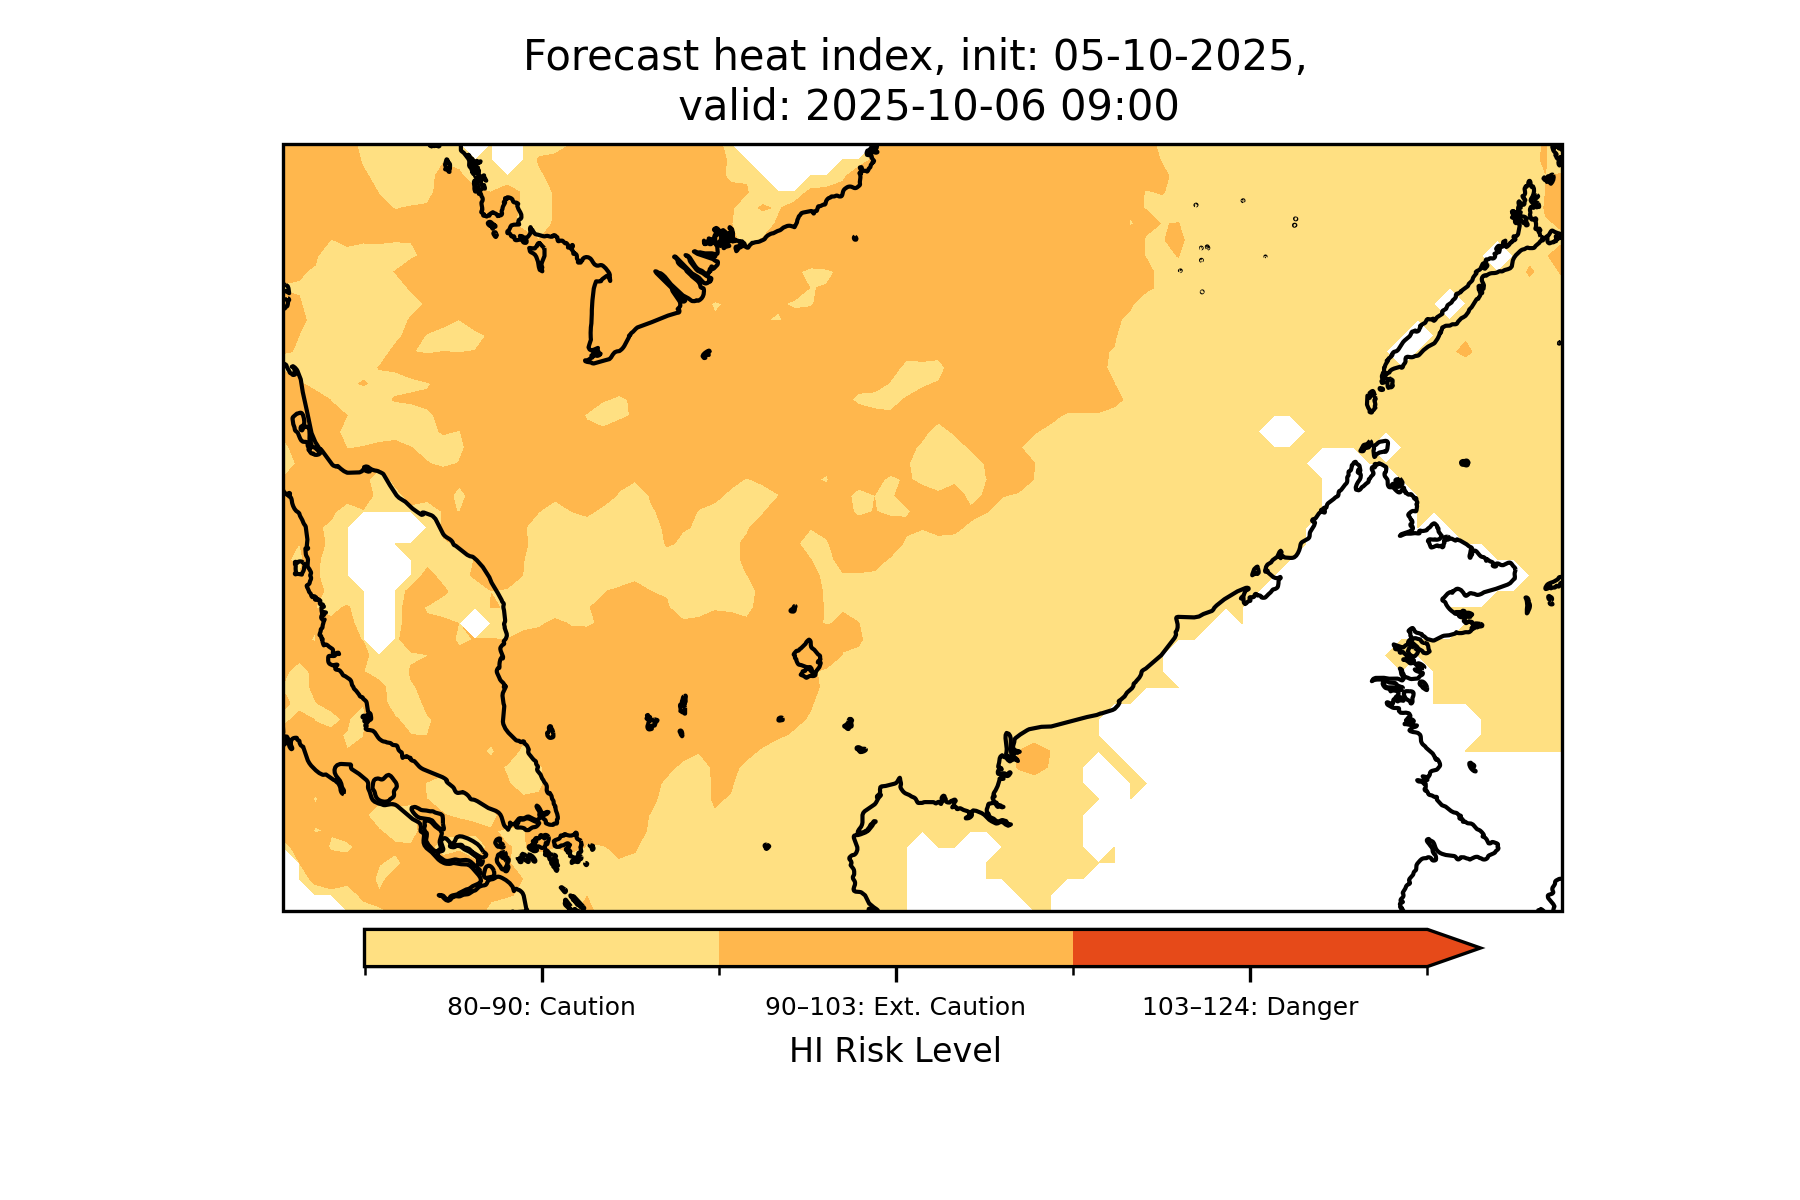 Forecast heat index, init: 05-10-2025,
valid: 2025-10-06 09:00
80–90: Caution
90–103: Ext. Caution
103–124: Danger
HI Risk Level